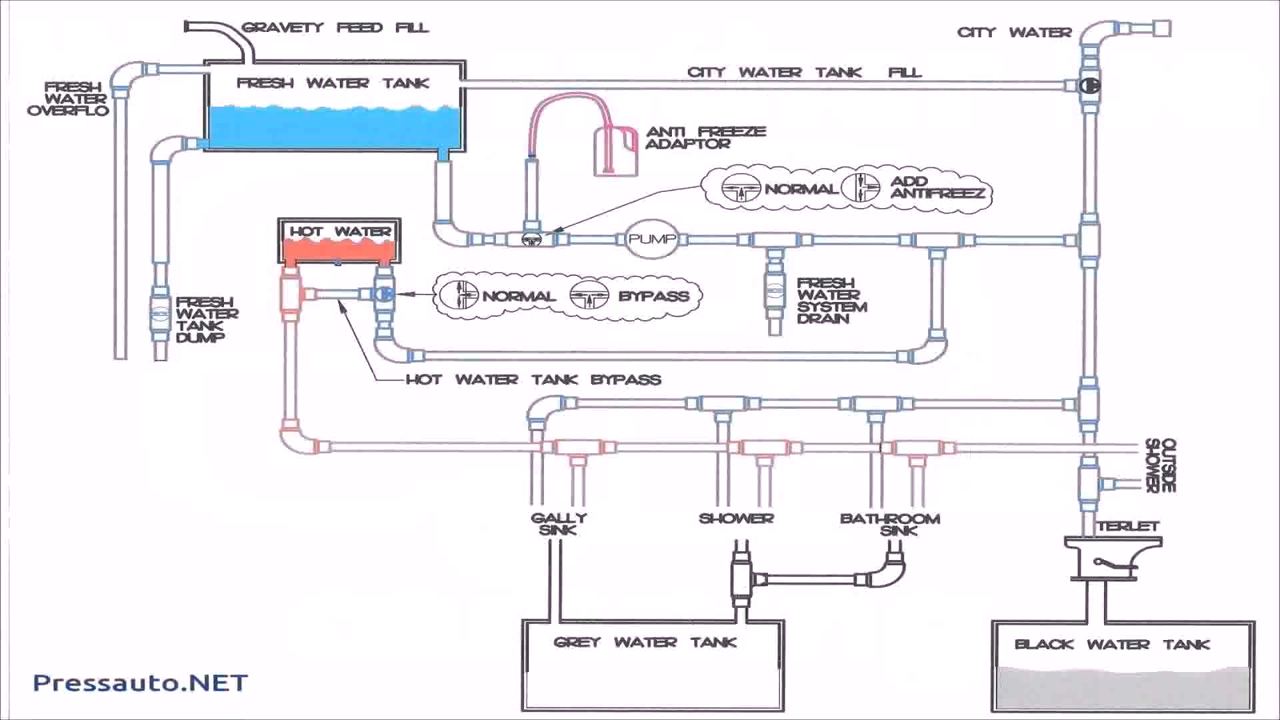 GRAVETY FEED FILL
CITY WATER
CITY WATER TANK FILL
FRESH WATER TANK
FRESH
WATER
OVERFLO
ANTI FREEZE
ADAPTOR
NORMAL
ADD
ANTIFREEZ
HOT WATER
PUMP
NORMAL
BYPASS
FRESH
WATER
TANK
DUMP
FRESH
WATER
SYSTEM
DRAIN
HOT WATER TANK BYPASS
OUTSIDE
SHOWER
GALLY
SINK
SHOWER
BATHROOM
SINK
TERLET
GREY WATER TANK
BLACK WATER TANK
Pressauto.NET